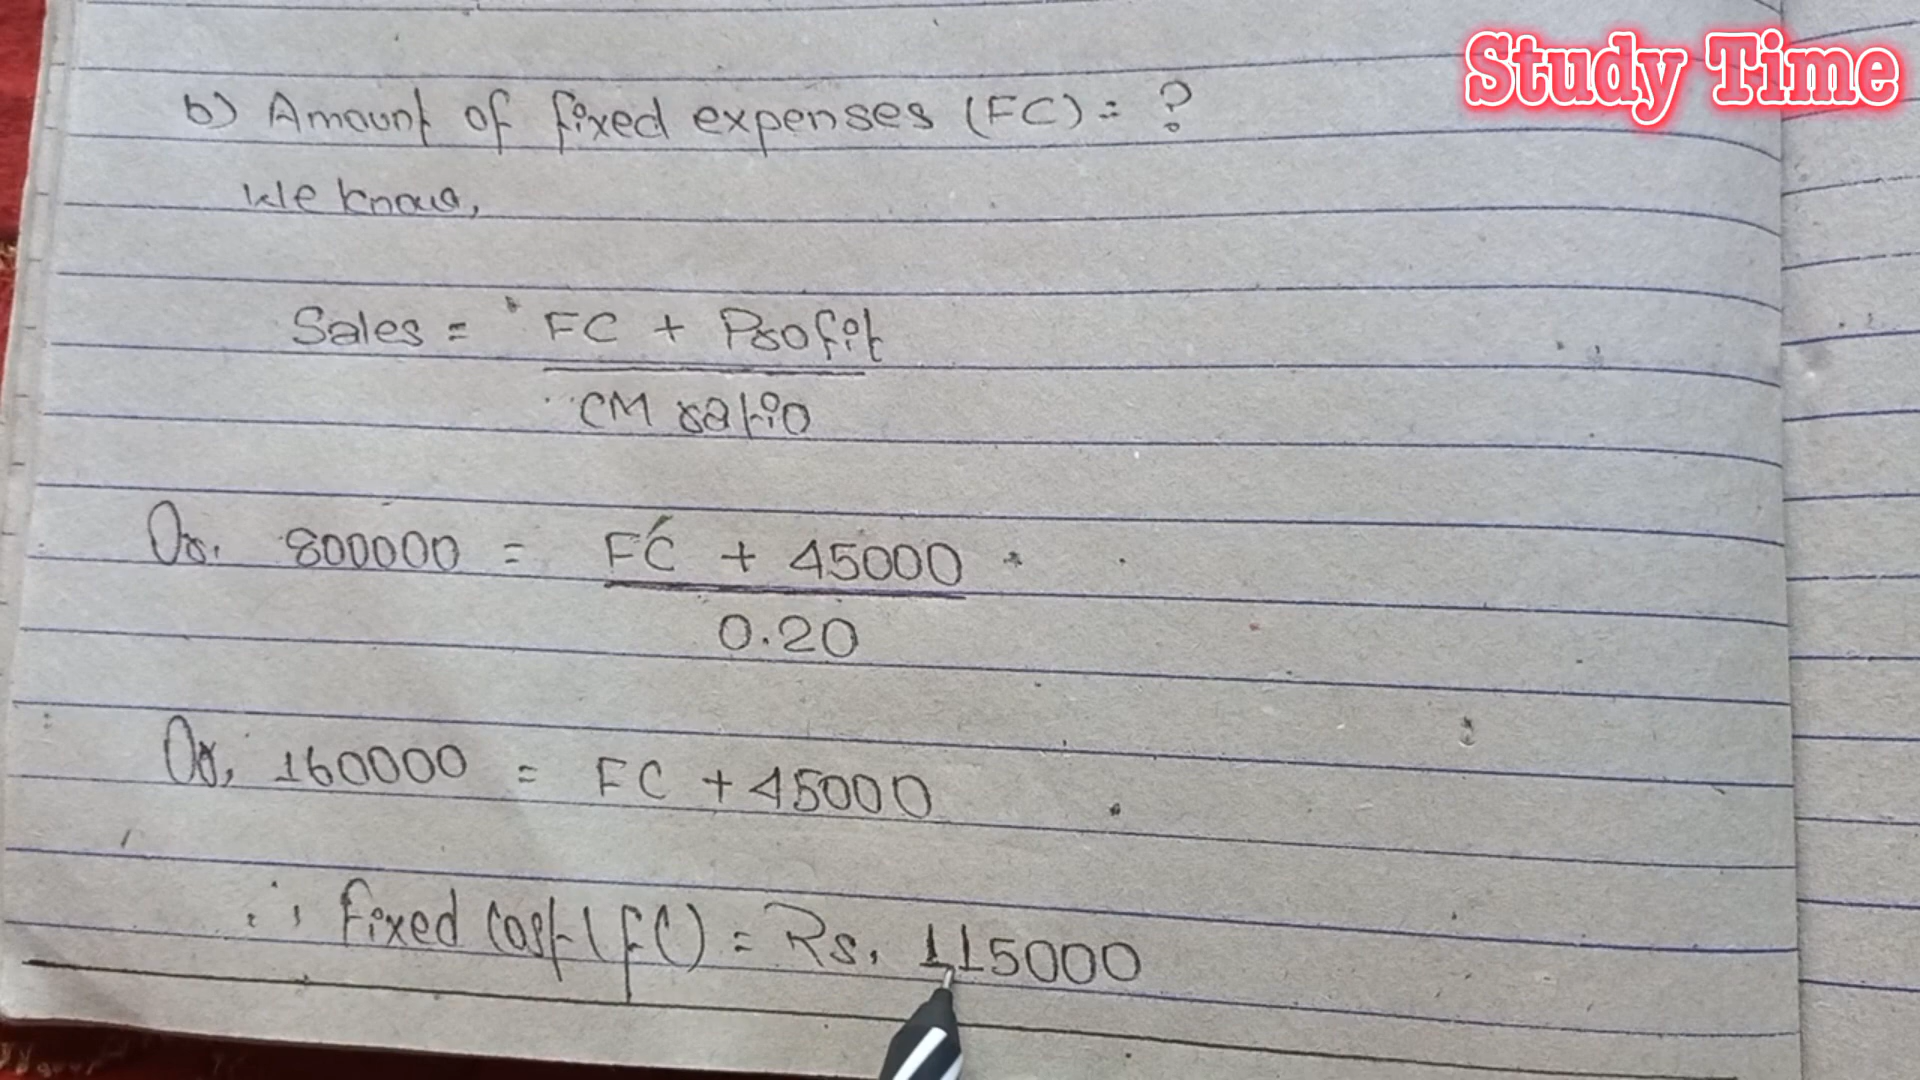 Study Time
b) Amount of fixed expenses (FC) = ?
We know,
Sales = FC + Profit
CM ratio
Or, 800000 = FC + 45000
0.20
Or, 160000 = FC + 45000
∴ Fixed cost (FC) = Rs. 115000